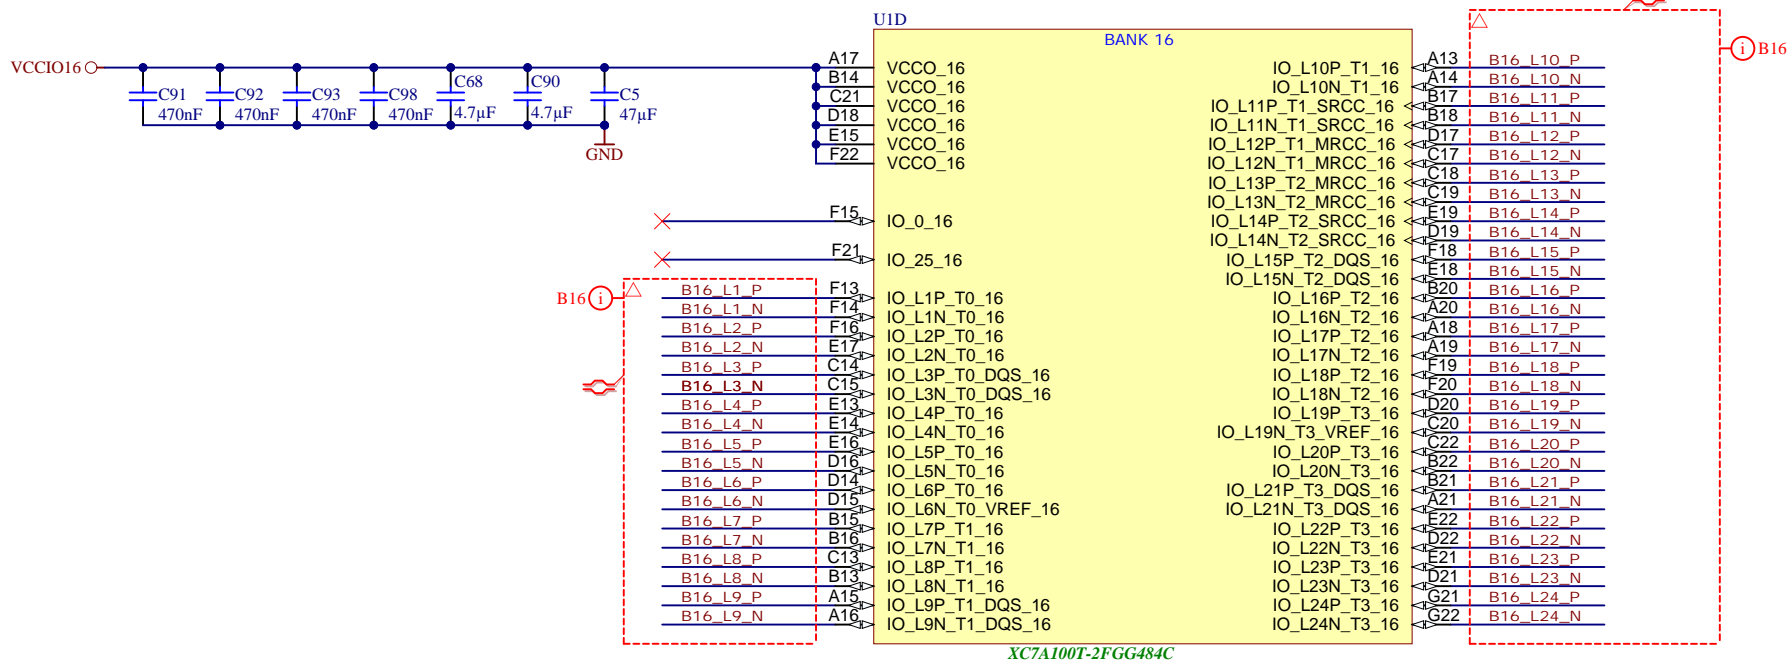 U1D
BANK 16
VCCIO16
C91
470nF
C92
470nF
C93
470nF
C98
470nF
C68
4.7µF
C90
4.7µF
C5
47µF
GND
A17 VCCO_16
B14 VCCO_16
C21 VCCO_16
D18 VCCO_16
E15 VCCO_16
F22 VCCO_16
F15 IO_0_16
F21 IO_25_16
B16 i
B16_L1_P F13 IO_L1P_T0_16
B16_L1_N F14 IO_L1N_T0_16
B16_L2_P F16 IO_L2P_T0_16
B16_L2_N E17 IO_L2N_T0_16
B16_L3_P C14 IO_L3P_T0_DQS_16
B16_L3_N C15 IO_L3N_T0_DQS_16
B16_L4_P E13 IO_L4P_T0_16
B16_L4_N E14 IO_L4N_T0_16
B16_L5_P E16 IO_L5P_T0_16
B16_L5_N D16 IO_L5N_T0_16
B16_L6_P D14 IO_L6P_T0_16
B16_L6_N D15 IO_L6N_T0_VREF_16
B16_L7_P B15 IO_L7P_T1_16
B16_L7_N B16 IO_L7N_T1_16
B16_L8_P C13 IO_L8P_T1_16
B16_L8_N B13 IO_L8N_T1_16
B16_L9_P A15 IO_L9P_T1_DQS_16
B16_L9_N A16 IO_L9N_T1_DQS_16
IO_L10P_T1_16 A13 B16_L10_P
IO_L10N_T1_16 A14 B16_L10_N
IO_L11P_T1_SRCC_16 B17 B16_L11_P
IO_L11N_T1_SRCC_16 B18 B16_L11_N
IO_L12P_T1_MRCC_16 D17 B16_L12_P
IO_L12N_T1_MRCC_16 C17 B16_L12_N
IO_L13P_T2_MRCC_16 C18 B16_L13_P
IO_L13N_T2_MRCC_16 C19 B16_L13_N
IO_L14P_T2_SRCC_16 E19 B16_L14_P
IO_L14N_T2_SRCC_16 D19 B16_L14_N
IO_L15P_T2_DQS_16 F18 B16_L15_P
IO_L15N_T2_DQS_16 E18 B16_L15_N
IO_L16P_T2_16 B20 B16_L16_P
IO_L16N_T2_16 A20 B16_L16_N
IO_L17P_T2_16 A18 B16_L17_P
IO_L17N_T2_16 A19 B16_L17_N
IO_L18P_T2_16 F19 B16_L18_P
IO_L18N_T2_16 F20 B16_L18_N
IO_L19P_T3_16 D20 B16_L19_P
IO_L19N_T3_VREF_16 C20 B16_L19_N
IO_L20P_T3_16 C22 B16_L20_P
IO_L20N_T3_16 B22 B16_L20_N
IO_L21P_T3_DQS_16 B21 B16_L21_P
IO_L21N_T3_DQS_16 A21 B16_L21_N
IO_L22P_T3_16 E22 B16_L22_P
IO_L22N_T3_16 D22 B16_L22_N
IO_L23P_T3_16 E21 B16_L23_P
IO_L23N_T3_16 D21 B16_L23_N
IO_L24P_T3_16 G21 B16_L24_P
IO_L24N_T3_16 G22 B16_L24_N
i B16
XC7A100T-2FGG484C